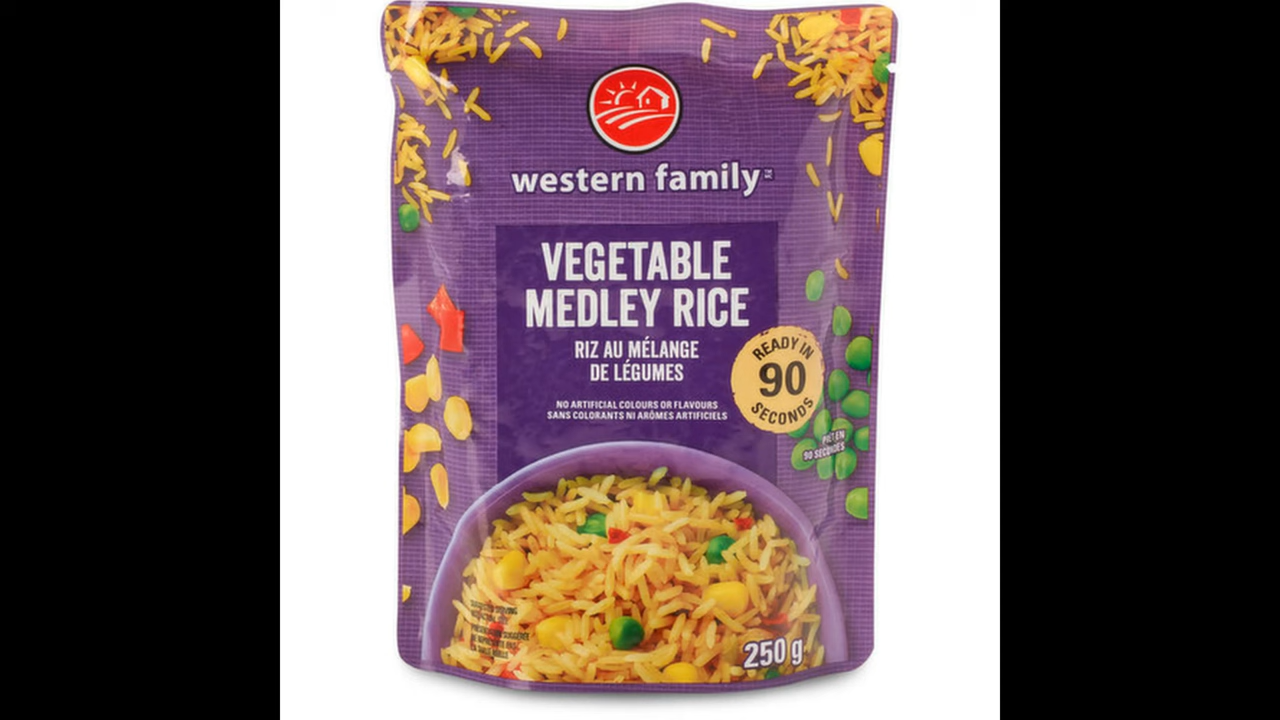 western family
VEGETABLE
MEDLEY RICE
RIZ AU MÉLANGE
DE LÉGUMES
NO ARTIFICIAL COLOURS OR FLAVOURS
SANS COLORANTS NI ARÔMES ARTIFICIELS
READY IN
90
SECONDS
PRÊT EN
90 SECONDES
250 g